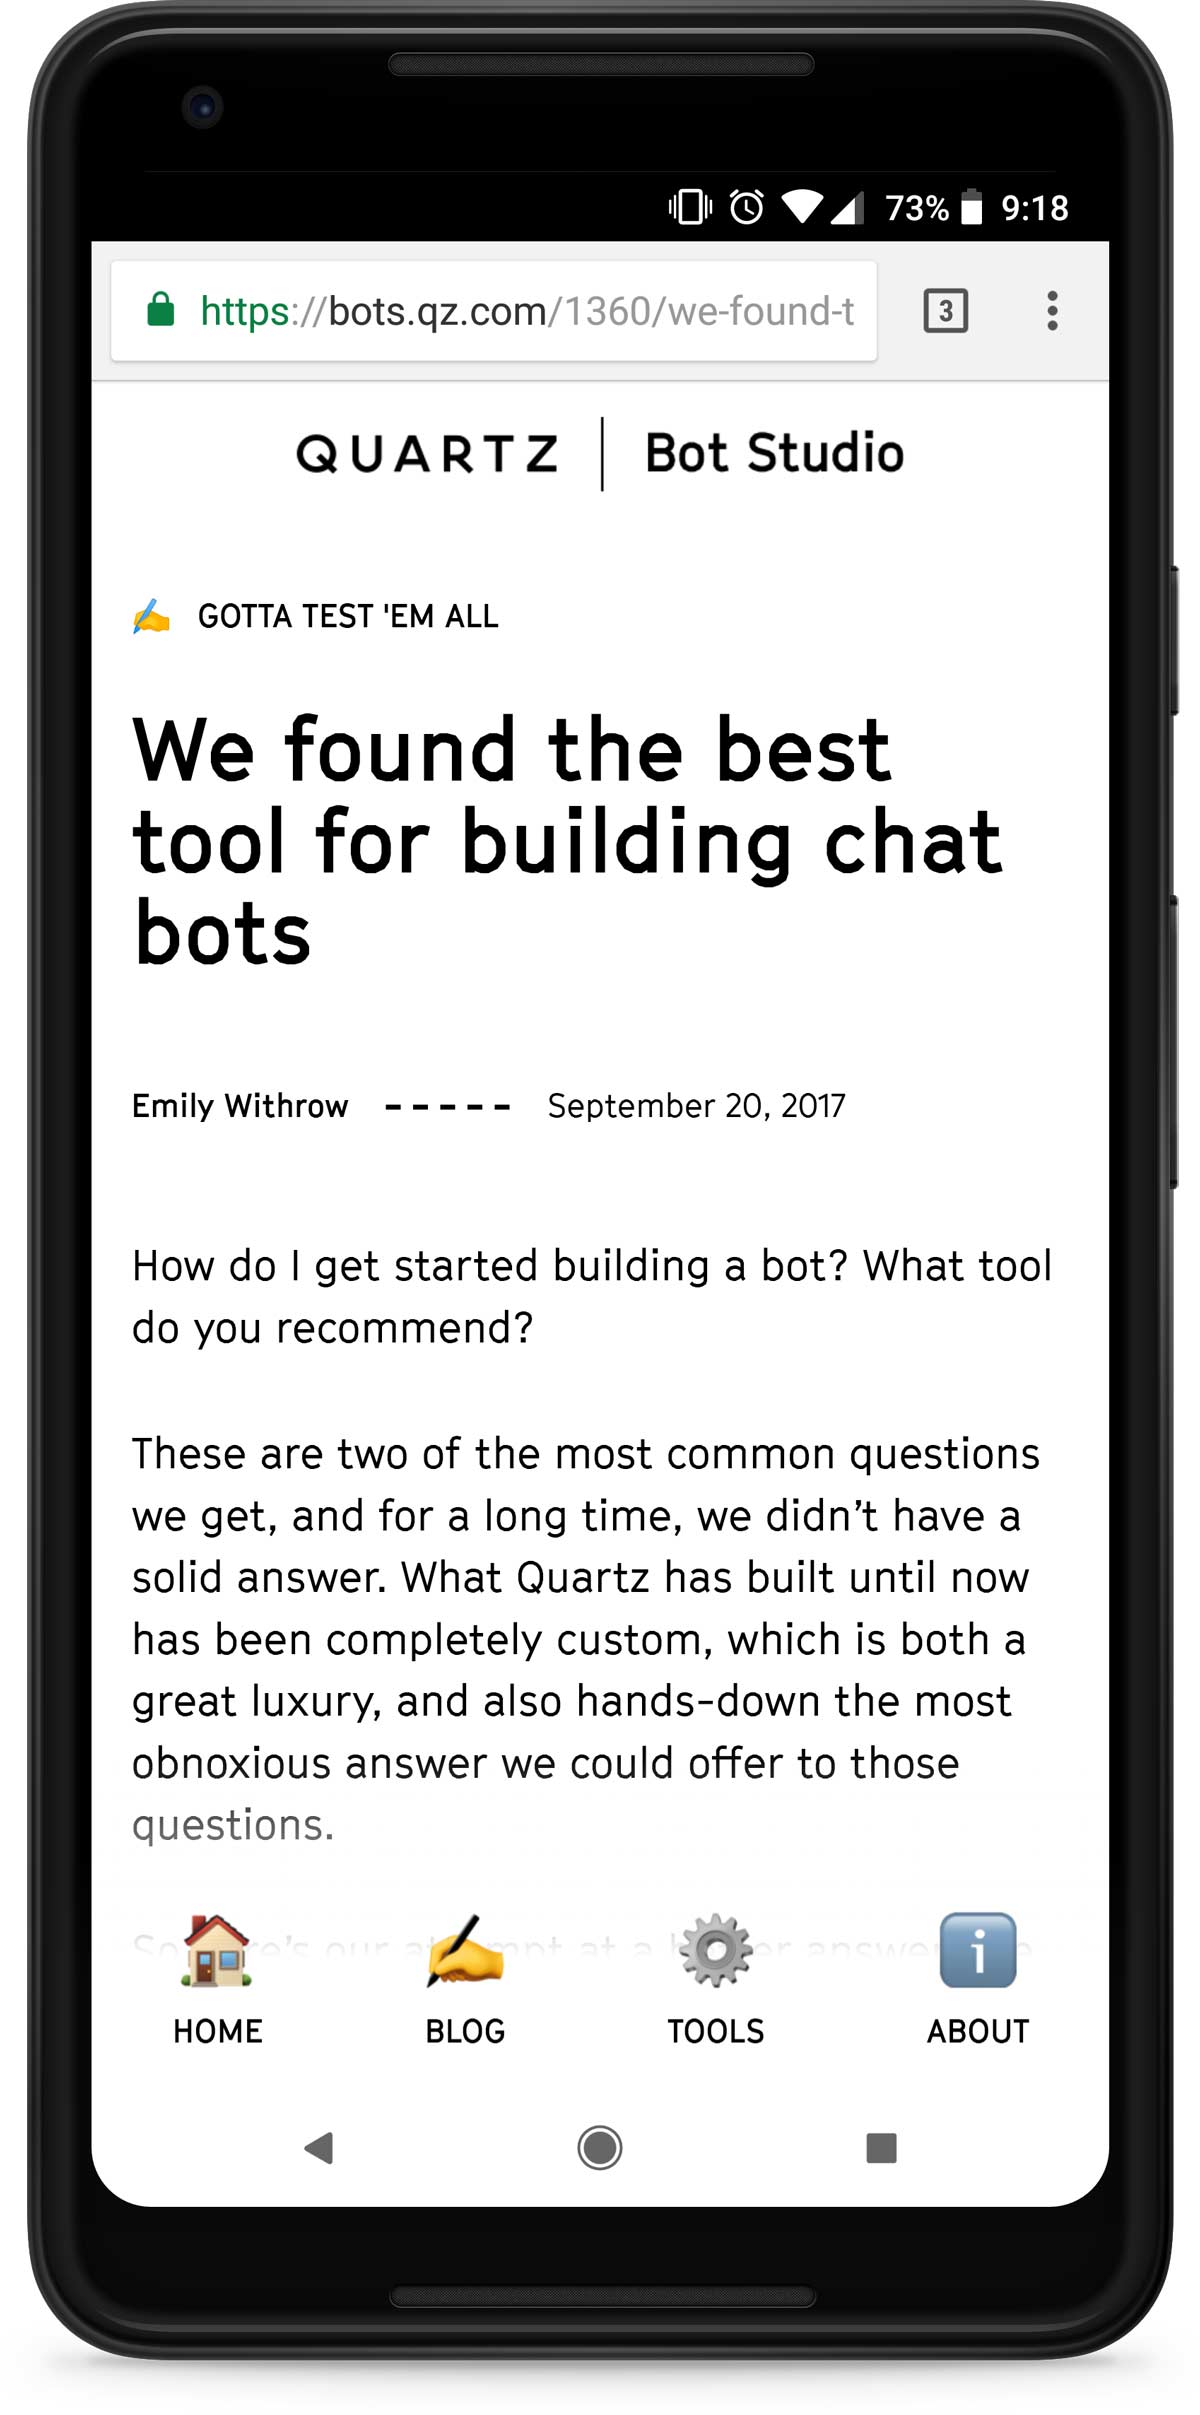 73% 9:18
https://bots.qz.com/1360/we-found-t 3
QUARTZ | Bot Studio
GOTTA TEST 'EM ALL
We found the best
tool for building chat
bots
Emily Withrow ----- September 20, 2017
How do I get started building a bot? What tool
do you recommend?
These are two of the most common questions
we get, and for a long time, we didn’t have a
solid answer. What Quartz has built until now
has been completely custom, which is both a
great luxury, and also hands-down the most
obnoxious answer we could offer to those
questions.
our at a answer
HOME BLOG TOOLS ABOUT